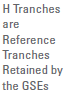 H Tranches
are
Reference
Tranches
Retained by
the GSEs